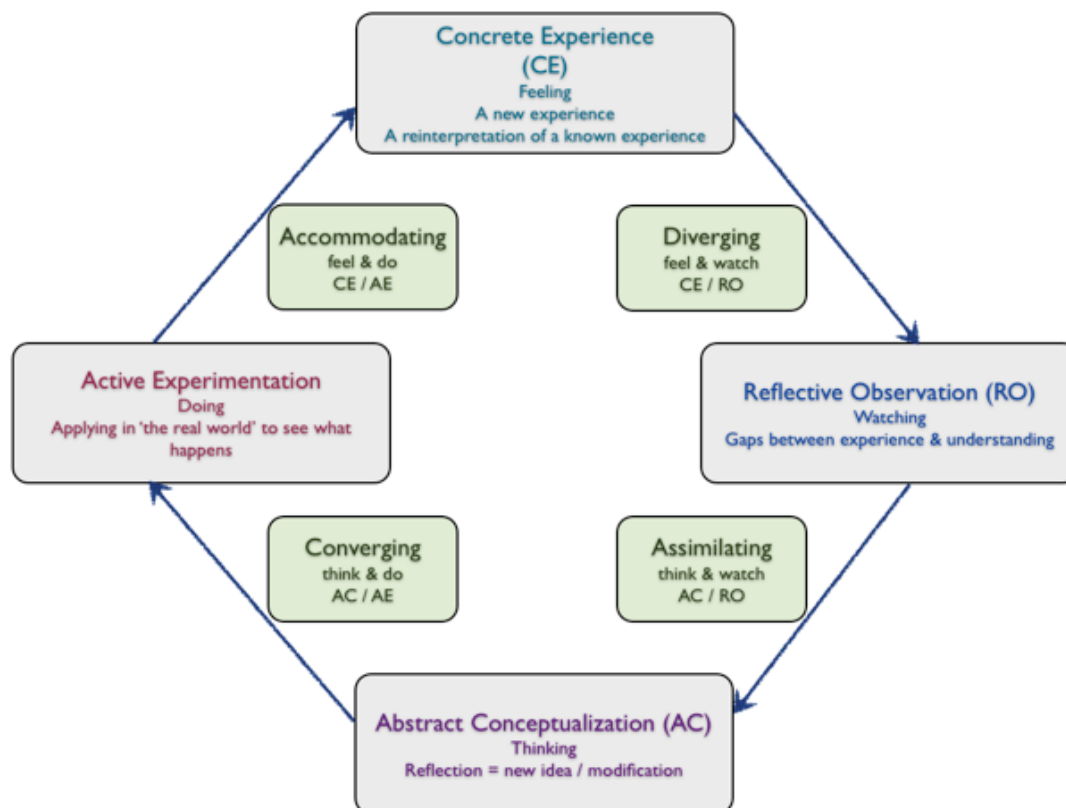 Concrete Experience
(CE)
Feeling
A new experience
A reinterpretation of a known experience
Accommodating
feel & do
CE / AE
Diverging
feel & watch
CE / RO
Active Experimentation
Doing
Applying in ‘the real world’ to see what
happens
Reflective Observation (RO)
Watching
Gaps between experience & understanding
Converging
think & do
AC / AE
Assimilating
think & watch
AC / RO
Abstract Conceptualization (AC)
Thinking
Reflection = new idea / modification